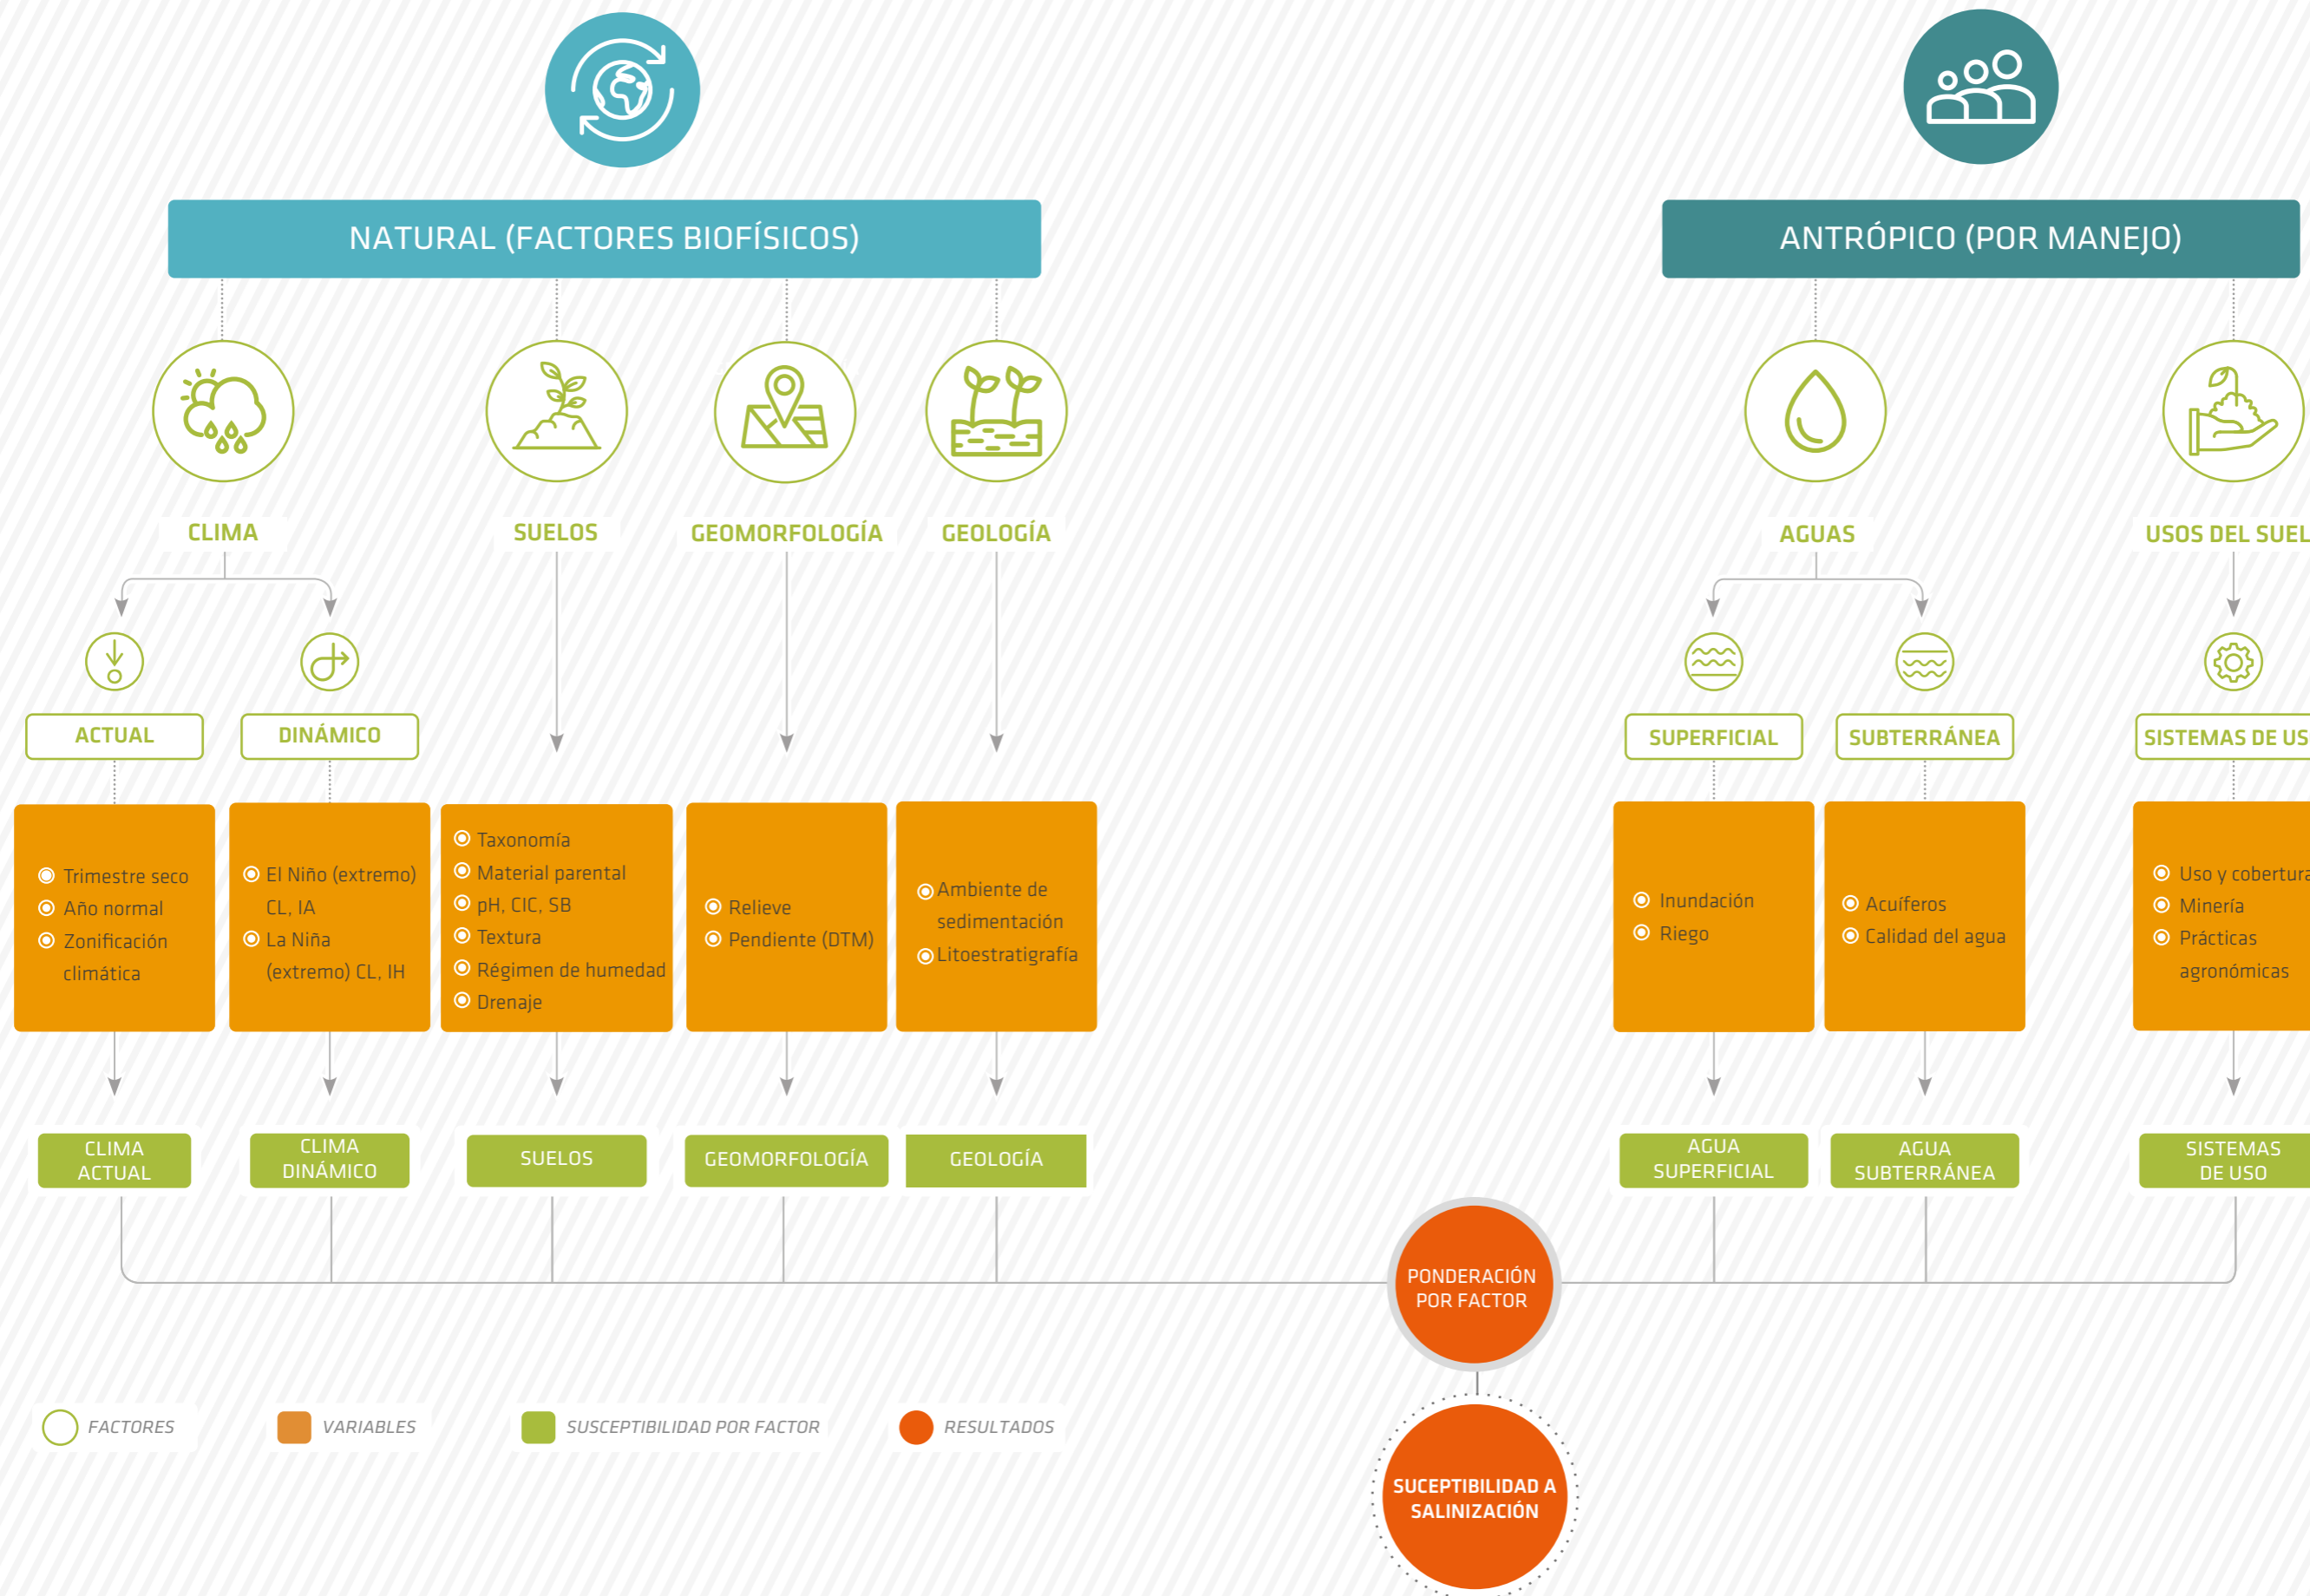 NATURAL (FACTORES BIOFÍSICOS)
ANTRÓPICO (POR MANEJO)
CLIMA
SUELOS
GEOMORFOLOGÍA
GEOLOGÍA
AGUAS
USOS DEL SUEL
ACTUAL
DINÁMICO
SUPERFICIAL
SUBTERRÁNEA
SISTEMAS DE US
Trimestre seco
Año normal
Zonificación
climática
El Niño (extremo)
CL, IA
La Niña
(extremo) CL, IH
Taxonomía
Material parental
pH, CIC, SB
Textura
Régimen de humedad
Drenaje
Relieve
Pendiente (DTM)
Ambiente de
sedimentación
Litoestratigrafía
Inundación
Riego
Acuíferos
Calidad del agua
Uso y cobertura
Minería
Prácticas
agronómicas
CLIMA
ACTUAL
CLIMA
DINÁMICO
SUELOS
GEOMORFOLOGÍA
GEOLOGÍA
AGUA
SUPERFICIAL
AGUA
SUBTERRÁNEA
SISTEMAS
DE USO
PONDERACIÓN
POR FACTOR
FACTORES
VARIABLES
SUSCEPTIBILIDAD POR FACTOR
RESULTADOS
SUCEPTIBILIDAD A
SALINIZACIÓN